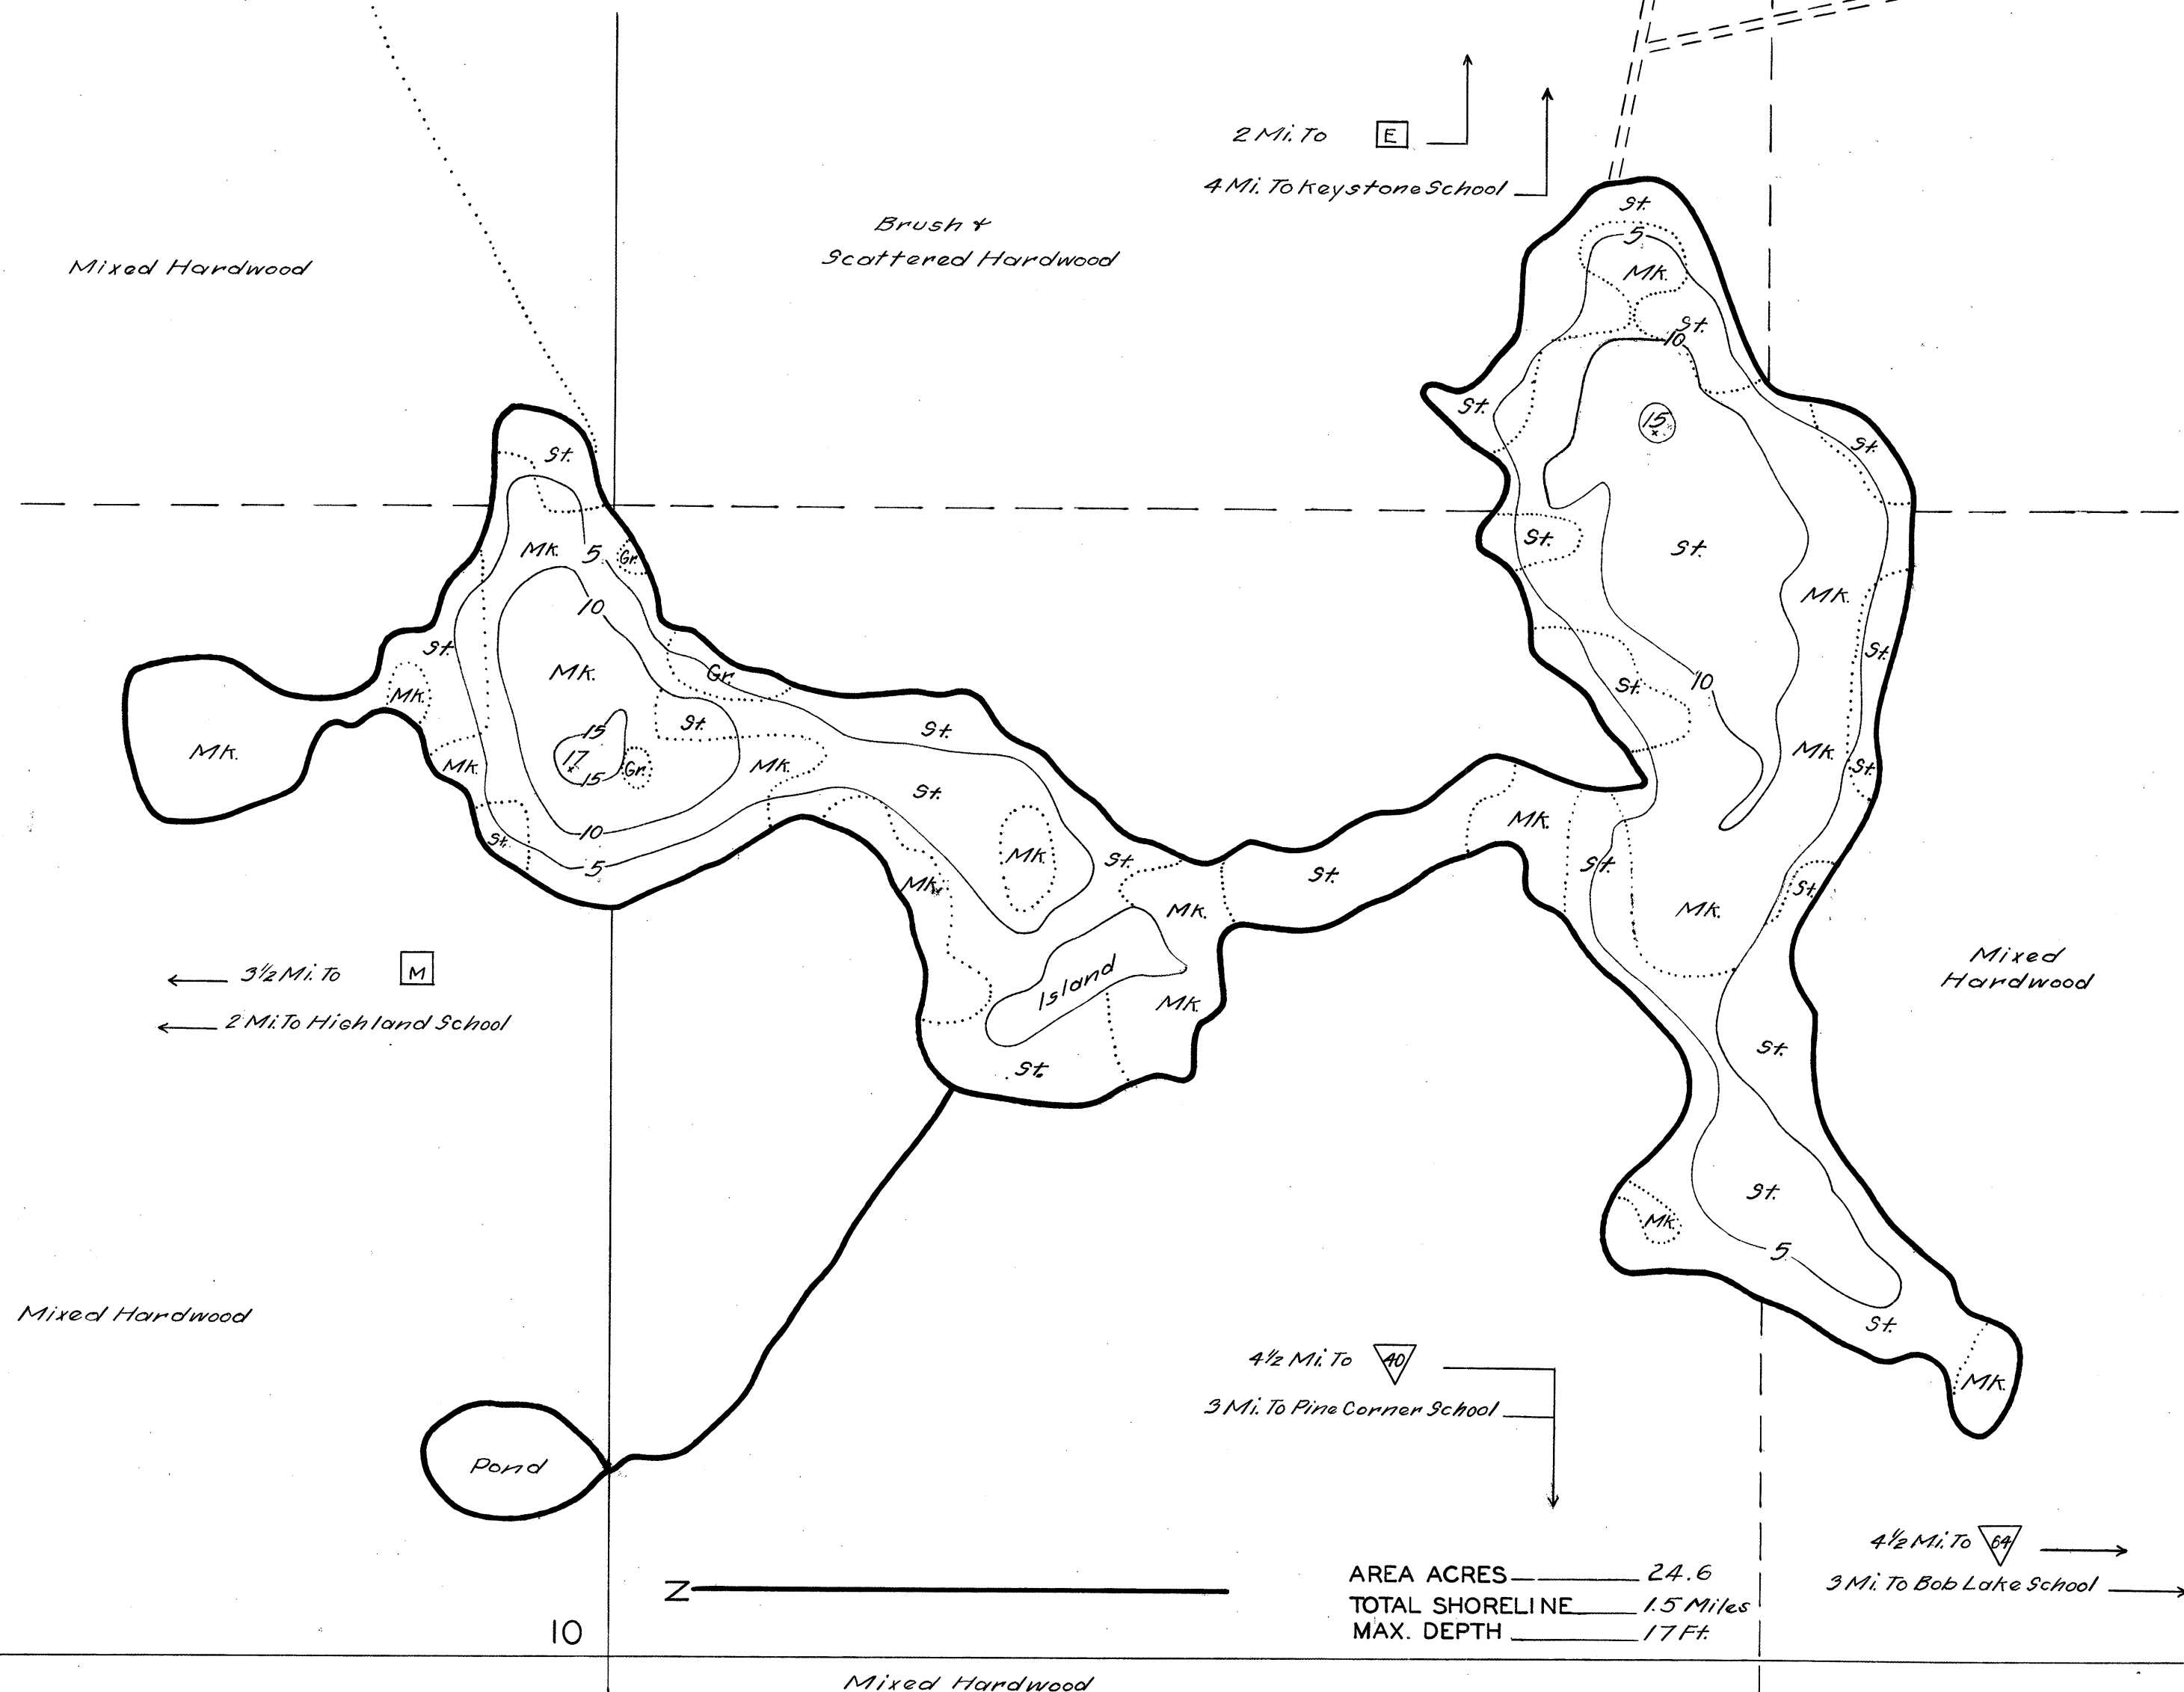 2 Mi. To E
4 Mi. To Keystone School
Brush &
Scattered Hardwood
Mixed Hardwood
St.
5
Mk.
St.
10
St.
15
St.
St.
St.
Mk.
5
Gr.
10
St.
St.
Mk.
St.
Mk.
Mk.
Gr.
St.
10
St.
Mk.
St.
St.
15
17
15
Gr.
Mk.
Mk.
Mk.
St.
St.
Mk.
10
St.
5
Mk.
St.
Mk.
St.
St.
St.
Mk.
Mk.
Mk.
Island
Mk.
St.
Mixed
Hardwood
3½ Mi. To M
2 Mi. To Highland School
St.
St.
Mk.
5
St.
Mk.
Mixed Hardwood
4½ Mi. To 40
3 Mi. To Pine Corner School
Pond
4½ Mi. To 64
3 Mi. To Bob Lake School
N
AREA ACRES 24.6
TOTAL SHORELINE 1.5 Miles
MAX. DEPTH 17 Ft.
10
Mixed Hardwood